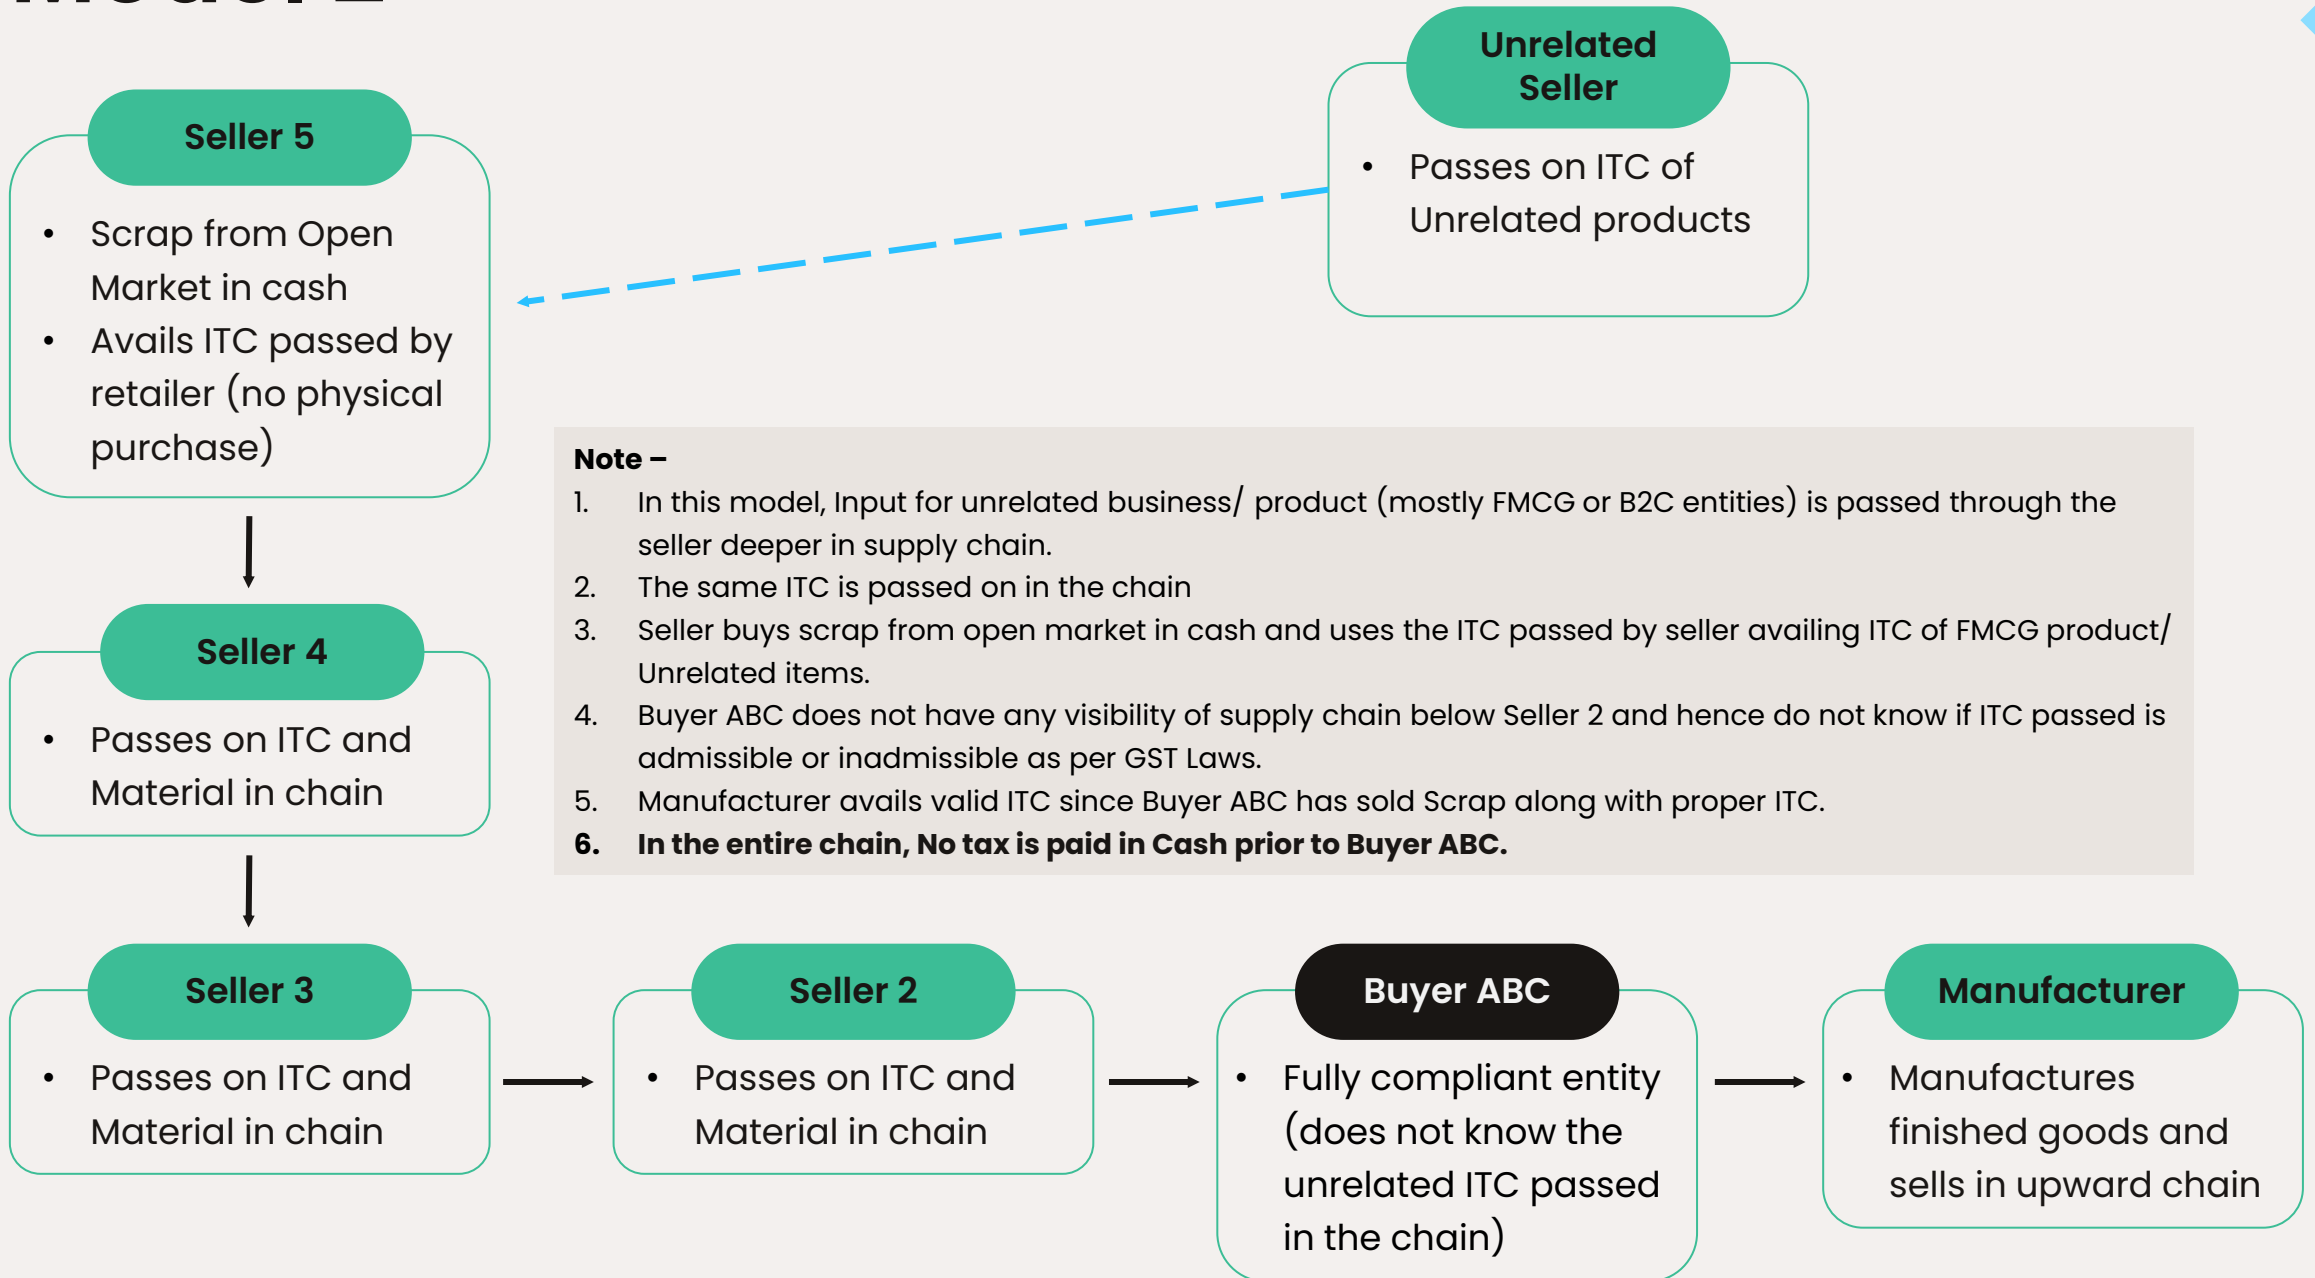 Unrelated
Seller
• Passes on ITC of
Unrelated products
Seller 5
• Scrap from Open
Market in cash
• Avails ITC passed by
retailer (no physical
purchase)
Note –
1. In this model, Input for unrelated business/ product (mostly FMCG or B2C entities) is passed through the
seller deeper in supply chain.
2. The same ITC is passed on in the chain
3. Seller buys scrap from open market in cash and uses the ITC passed by seller availing ITC of FMCG product/
Unrelated items.
4. Buyer ABC does not have any visibility of supply chain below Seller 2 and hence do not know if ITC passed is
admissible or inadmissible as per GST Laws.
5. Manufacturer avails valid ITC since Buyer ABC has sold Scrap along with proper ITC.
6. In the entire chain, No tax is paid in Cash prior to Buyer ABC.
Seller 4
• Passes on ITC and
Material in chain
Seller 3
• Passes on ITC and
Material in chain
Seller 2
• Passes on ITC and
Material in chain
Buyer ABC
• Fully compliant entity
(does not know the
unrelated ITC passed
in the chain)
Manufacturer
• Manufactures
finished goods and
sells in upward chain